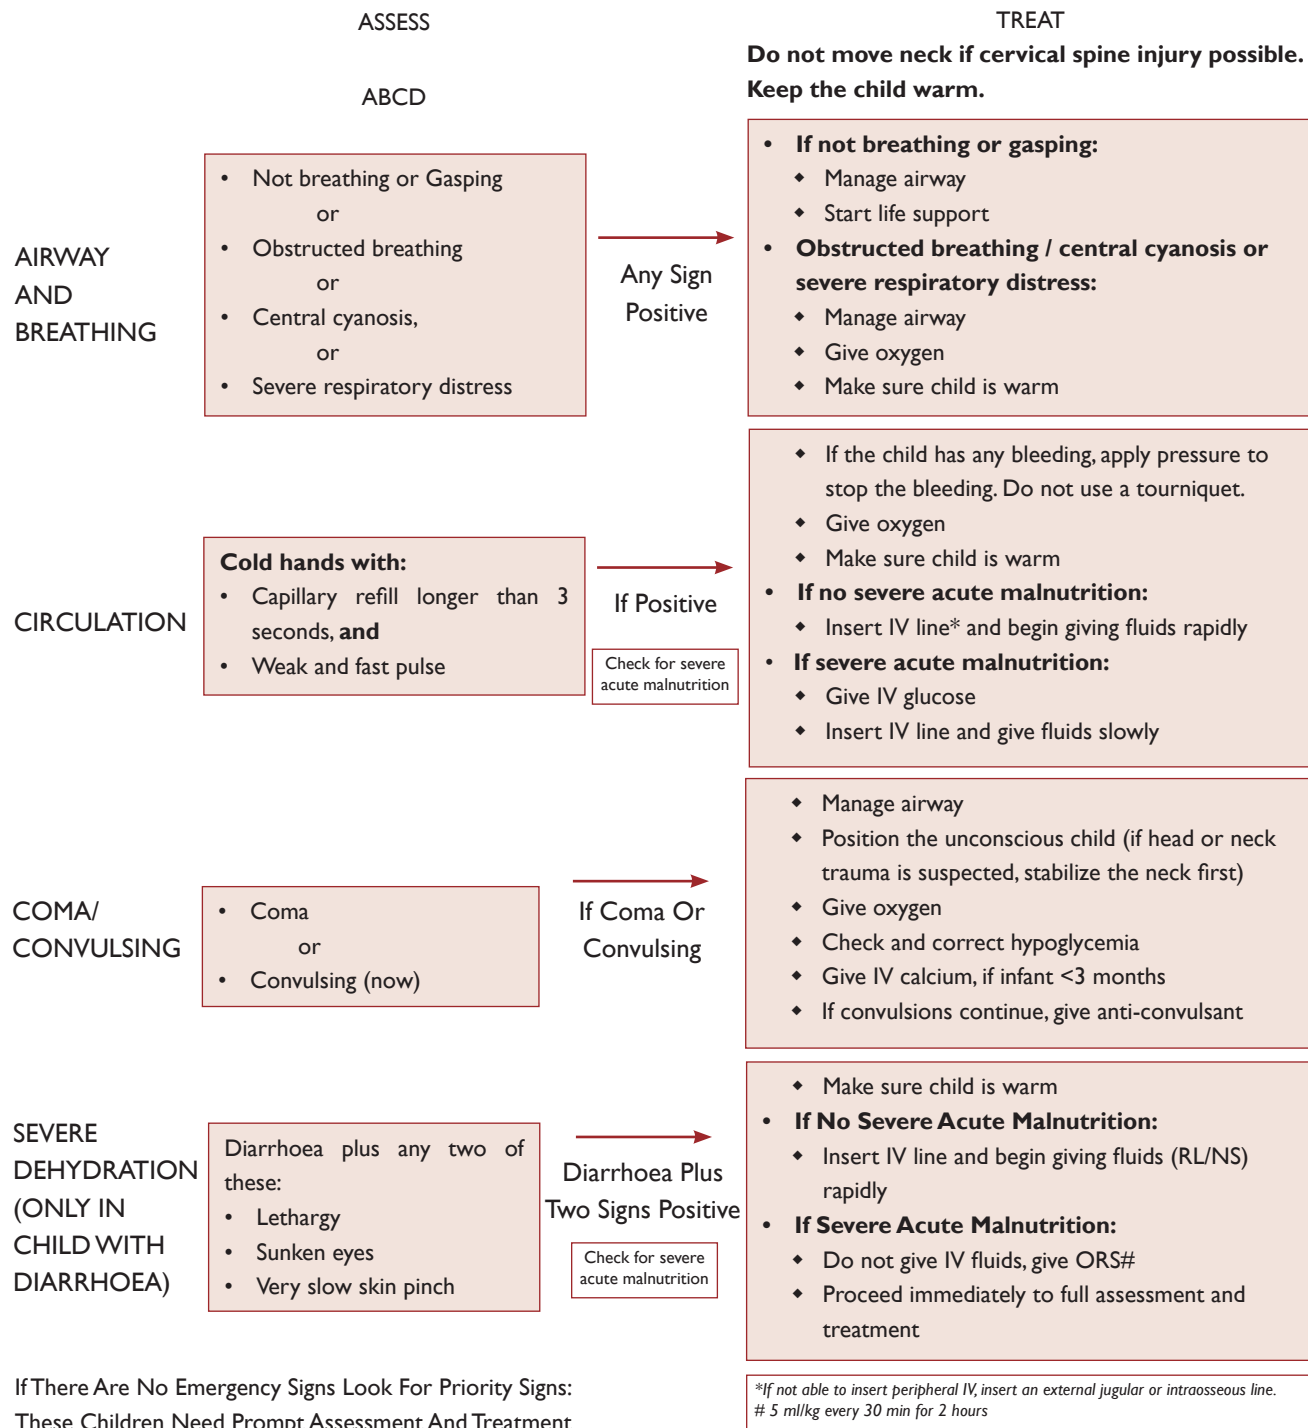 ASSESS
ABCD
TREAT
Do not move neck if cervical spine injury possible.
Keep the child warm.
AIRWAY
AND
BREATHING
• Not breathing or Gasping
or
• Obstructed breathing
or
• Central cyanosis,
or
• Severe respiratory distress
Any Sign
Positive
• If not breathing or gasping:
◆ Manage airway
◆ Start life support
• Obstructed breathing / central cyanosis or
severe respiratory distress:
◆ Manage airway
◆ Give oxygen
◆ Make sure child is warm
CIRCULATION
Cold hands with:
• Capillary refill longer than 3
seconds, and
• Weak and fast pulse
If Positive
Check for severe
acute malnutrition
◆ If the child has any bleeding, apply pressure to
stop the bleeding. Do not use a tourniquet.
◆ Give oxygen
◆ Make sure child is warm
• If no severe acute malnutrition:
◆ Insert IV line* and begin giving fluids rapidly
• If severe acute malnutrition:
◆ Give IV glucose
◆ Insert IV line and give fluids slowly
COMA/
CONVULSING
• Coma
or
• Convulsing (now)
If Coma Or
Convulsing
◆ Manage airway
◆ Position the unconscious child (if head or neck
trauma is suspected, stabilize the neck first)
◆ Give oxygen
◆ Check and correct hypoglycemia
◆ Give IV calcium, if infant <3 months
◆ If convulsions continue, give anti-convulsant
SEVERE
DEHYDRATION
(ONLY IN
CHILD WITH
DIARRHOEA)
Diarrhoea plus any two of
these:
• Lethargy
• Sunken eyes
• Very slow skin pinch
Diarrhoea Plus
Two Signs Positive
Check for severe
acute malnutrition
◆ Make sure child is warm
• If No Severe Acute Malnutrition:
◆ Insert IV line and begin giving fluids (RL/NS)
rapidly
• If Severe Acute Malnutrition:
◆ Do not give IV fluids, give ORS#
◆ Proceed immediately to full assessment and
treatment
If There Are No Emergency Signs Look For Priority Signs:
These Children Need Prompt Assessment And Treatment
*If not able to insert peripheral IV, insert an external jugular or intraosseous line.
# 5 ml/kg every 30 min for 2 hours